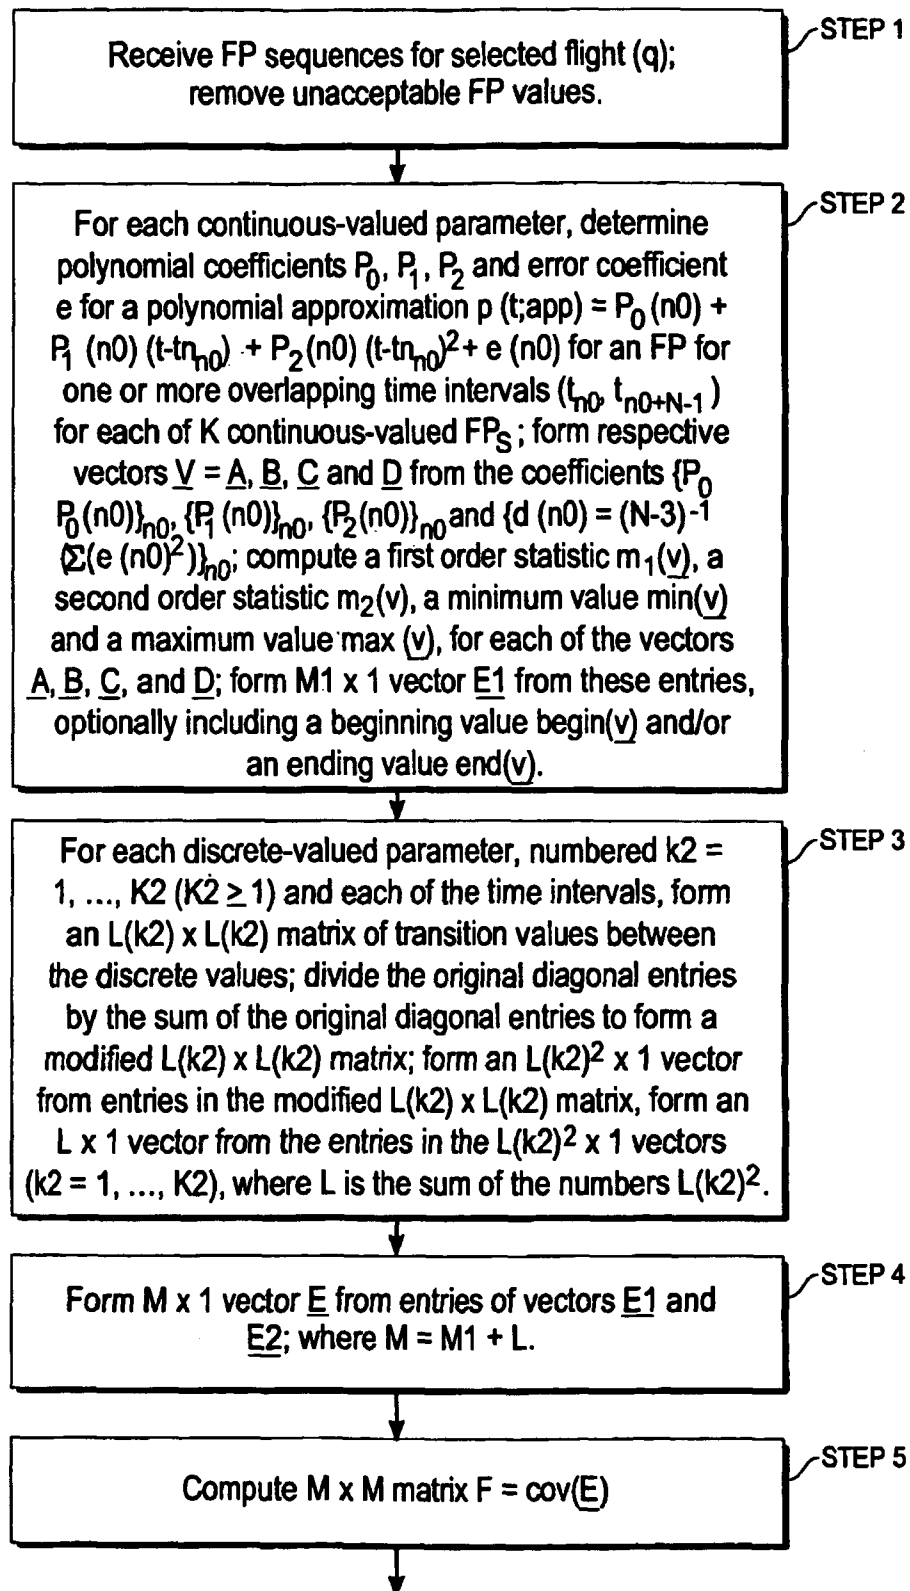 STEP 1
Receive FP sequences for selected flight (q);
remove unacceptable FP values.
STEP 2
For each continuous-valued parameter, determine
polynomial coefficients P₀, P₁, P₂ and error coefficient
e for a polynomial approximation p (t;app) = P₀ (n0) +
P₁ (n0) (t-tnₙ₀) + P₂(n0) (t-tnₙ₀)² + e (n0) for an FP for
one or more overlapping time intervals (tₙ₀, tₙ₀₊N₋₁)
for each of K continuous-valued FPS; form respective
vectors V = A, B, C and D from the coefficients {P₀
P₀(n0)}ₙ₀, {P₁ (n0)}ₙ₀, {P₂(n0)}ₙ₀ and {d (n0) = (N-3)⁻¹
(Σ(e (n0)²)}ₙ₀; compute a first order statistic m₁(v), a
second order statistic m₂(v), a minimum value min(v)
and a maximum value max (v), for each of the vectors
A, B, C, and D; form M1 x 1 vector E1 from these entries,
optionally including a beginning value begin(v) and/or
an ending value end(v).
STEP 3
For each discrete-valued parameter, numbered k2 =
1, ..., K2 (K2 ≥ 1) and each of the time intervals, form
an L(k2) x L(k2) matrix of transition values between
the discrete values; divide the original diagonal entries
by the sum of the original diagonal entries to form a
modified L(k2) x L(k2) matrix; form an L(k2)² x 1 vector
from entries in the modified L(k2) x L(k2) matrix, form an
L x 1 vector from the entries in the L(k2)² x 1 vectors
(k2 = 1, ..., K2), where L is the sum of the numbers L(k2)².
STEP 4
Form M x 1 vector E from entries of vectors E1 and
E2; where M = M1 + L.
STEP 5
Compute M x M matrix F = cov(E)